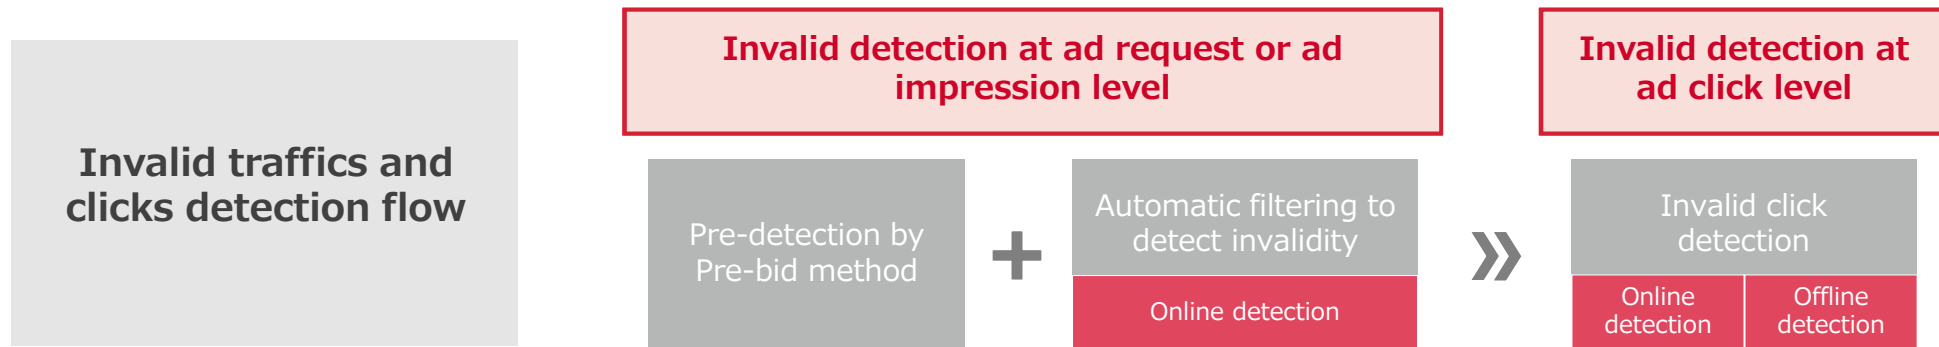 Invalid traffics and
clicks detection flow
Invalid detection at ad request or ad
impression level
Pre-detection by
Pre-bid method
+
Automatic filtering to
detect invalidity
Online detection
Invalid detection at
ad click level
Invalid click
detection
Online
detection
Offline
detection